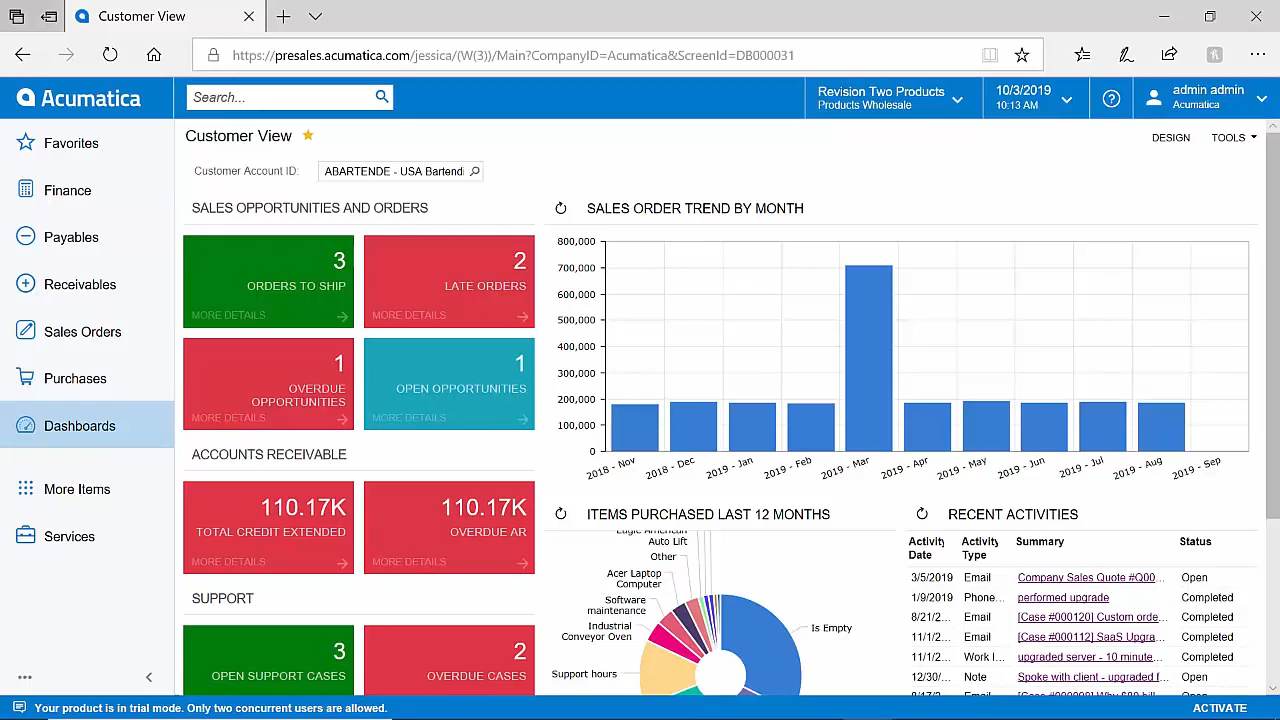 Customer View
https://presales.acumatica.com/jessica/(W(3))/Main?CompanyID=Acumatica&ScreenId=DB000031
Acumatica
Search...
Revision Two Products
Products Wholesale
10/3/2019
10:13 AM
admin admin
Acumatica
Favorites
Finance
Payables
Receivables
Sales Orders
Purchases
Dashboards
More Items
Services
Customer View
DESIGN
TOOLS
Customer Account ID:
ABARTENDE - USA Bartendi
SALES OPPORTUNITIES AND ORDERS
3
ORDERS TO SHIP
MORE DETAILS
2
LATE ORDERS
MORE DETAILS
1
OVERDUE
OPPORTUNITIES
MORE DETAILS
1
OPEN OPPORTUNITIES
MORE DETAILS
ACCOUNTS RECEIVABLE
110.17K
TOTAL CREDIT EXTENDED
MORE DETAILS
110.17K
OVERDUE AR
MORE DETAILS
SUPPORT
3
OPEN SUPPORT CASES
2
OVERDUE CASES
SALES ORDER TREND BY MONTH
800,000
700,000
600,000
500,000
400,000
300,000
200,000
100,000
0
2018 - Nov
2018 - Dec
2019 - Jan
2019 - Feb
2019 - Mar
2019 - Apr
2019 - May
2019 - Jun
2019 - Jul
2019 - Aug
2019 - Sep
ITEMS PURCHASED LAST 12 MONTHS
Eagle American
Auto Lift
Other
Acer Laptop
Computer
Software
maintenance
Industrial
Conveyor Oven
Support hours
Is Empty
RECENT ACTIVITIES
Activity Date Activity Type Summary Status
3/5/2019 Email Company Sales Quote #Q00... Open
1/9/2019 Phone... performed upgrade Completed
8/21/2... Email [Case #000120] Custom orde... Completed
11/1/2... Email [Case #000112] SaaS Upgra... Completed
11/1/2... Work I... upgraded server - 10 minute... Completed
12/30/... Note Spoke with client - upgraded f... Open
Your product is in trial mode. Only two concurrent users are allowed.
ACTIVATE